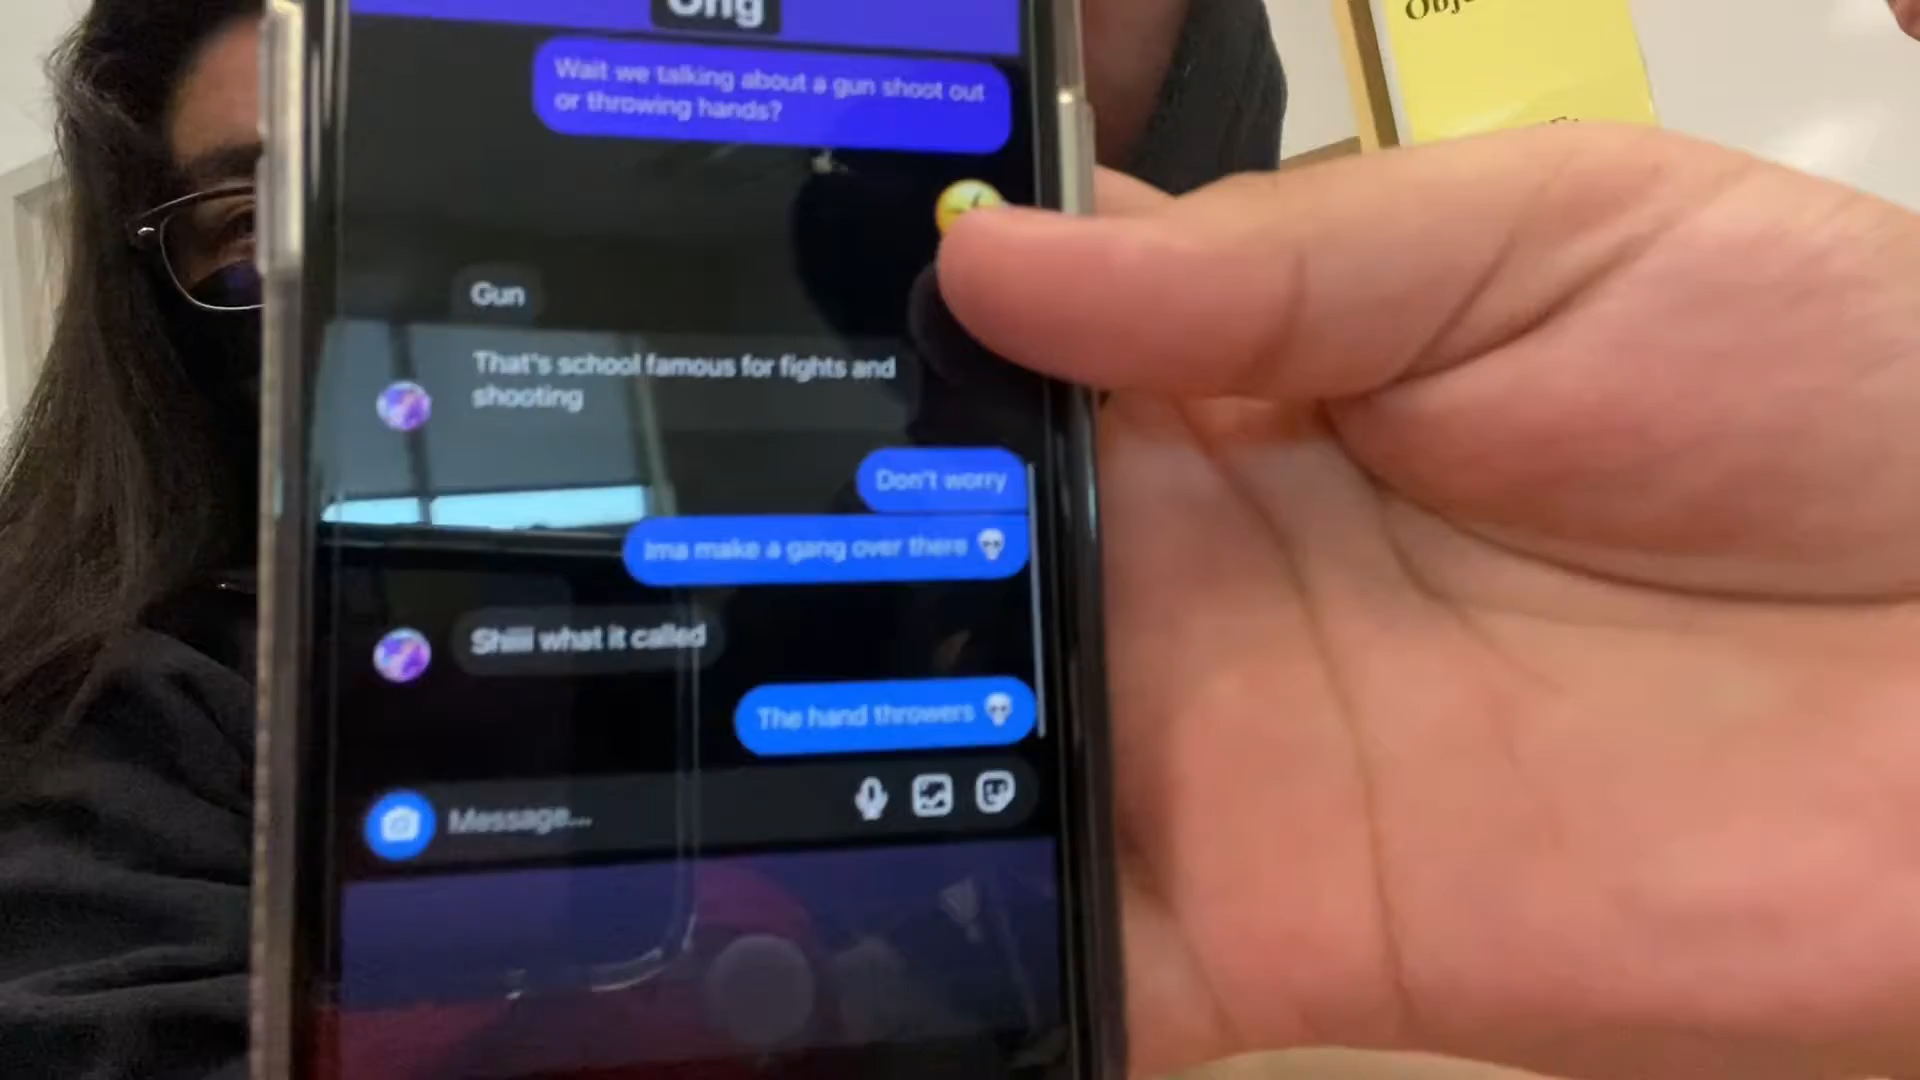 Wait we talking about a gun shoot out
or throwing hands?
Gun
That's school famous for fights and
shooting
Don't worry
Ima make a gang over there 💀
Shiiii what it called
The hand throwers 💀
Message...